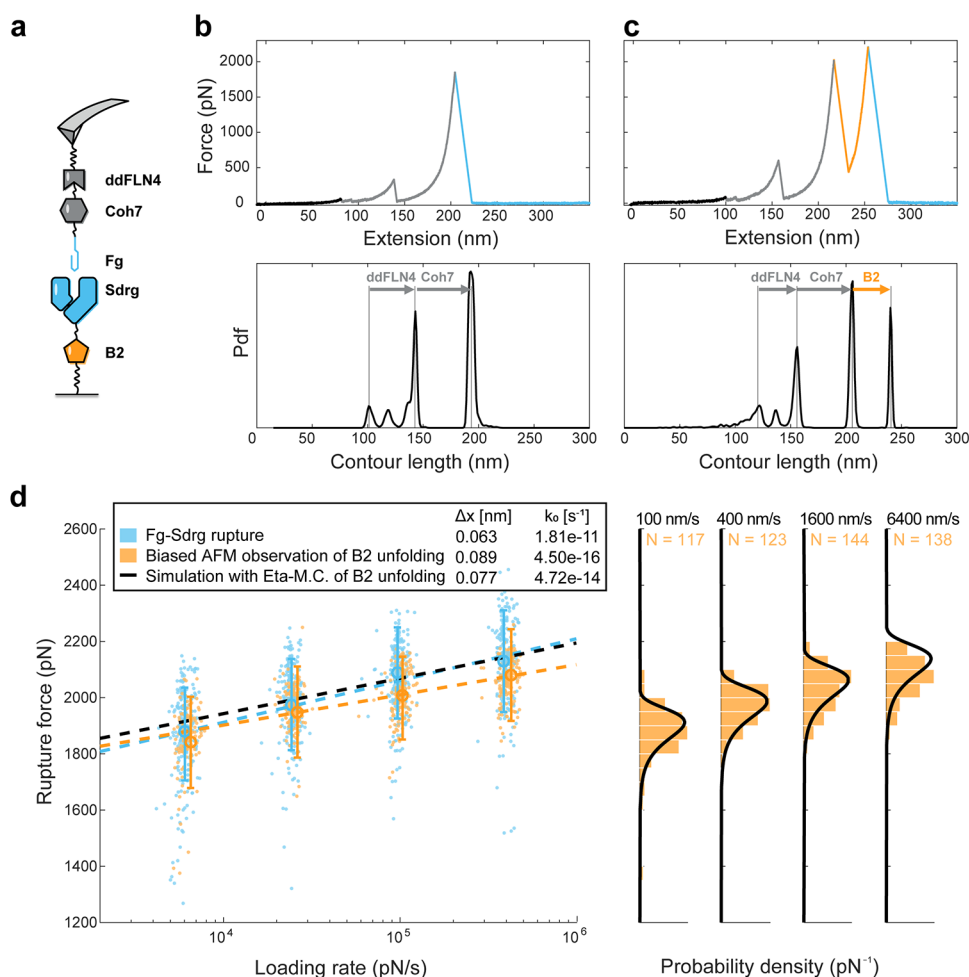 a
b
c
ddFLN4
Coh7
Fg
Sdrg
B2
Force (pN)
2000
1500
1000
500
0
0 50 100 150 200 250 300
Extension (nm)
0 50 100 150 200 250 300
Extension (nm)
Pdf
ddFLN4 Coh7
0 50 100 150 200 250 300
Contour length (nm)
ddFLN4 Coh7 B2
0 50 100 150 200 250 300
Contour length (nm)
d
Δx [nm] k₀ [s⁻¹]
Fg-Sdrg rupture 0.063 1.81e-11
Biased AFM observation of B2 unfolding 0.089 4.50e-16
Simulation with Eta-M.C. of B2 unfolding 0.077 4.72e-14
Rupture force (pN)
2600
2400
2200
2000
1800
1600
1400
1200
10⁴ 10⁵ 10⁶
Loading rate (pN/s)
100 nm/s 400 nm/s 1600 nm/s 6400 nm/s
N = 117 N = 123 N = 144 N = 138
Probability density (pN⁻¹)